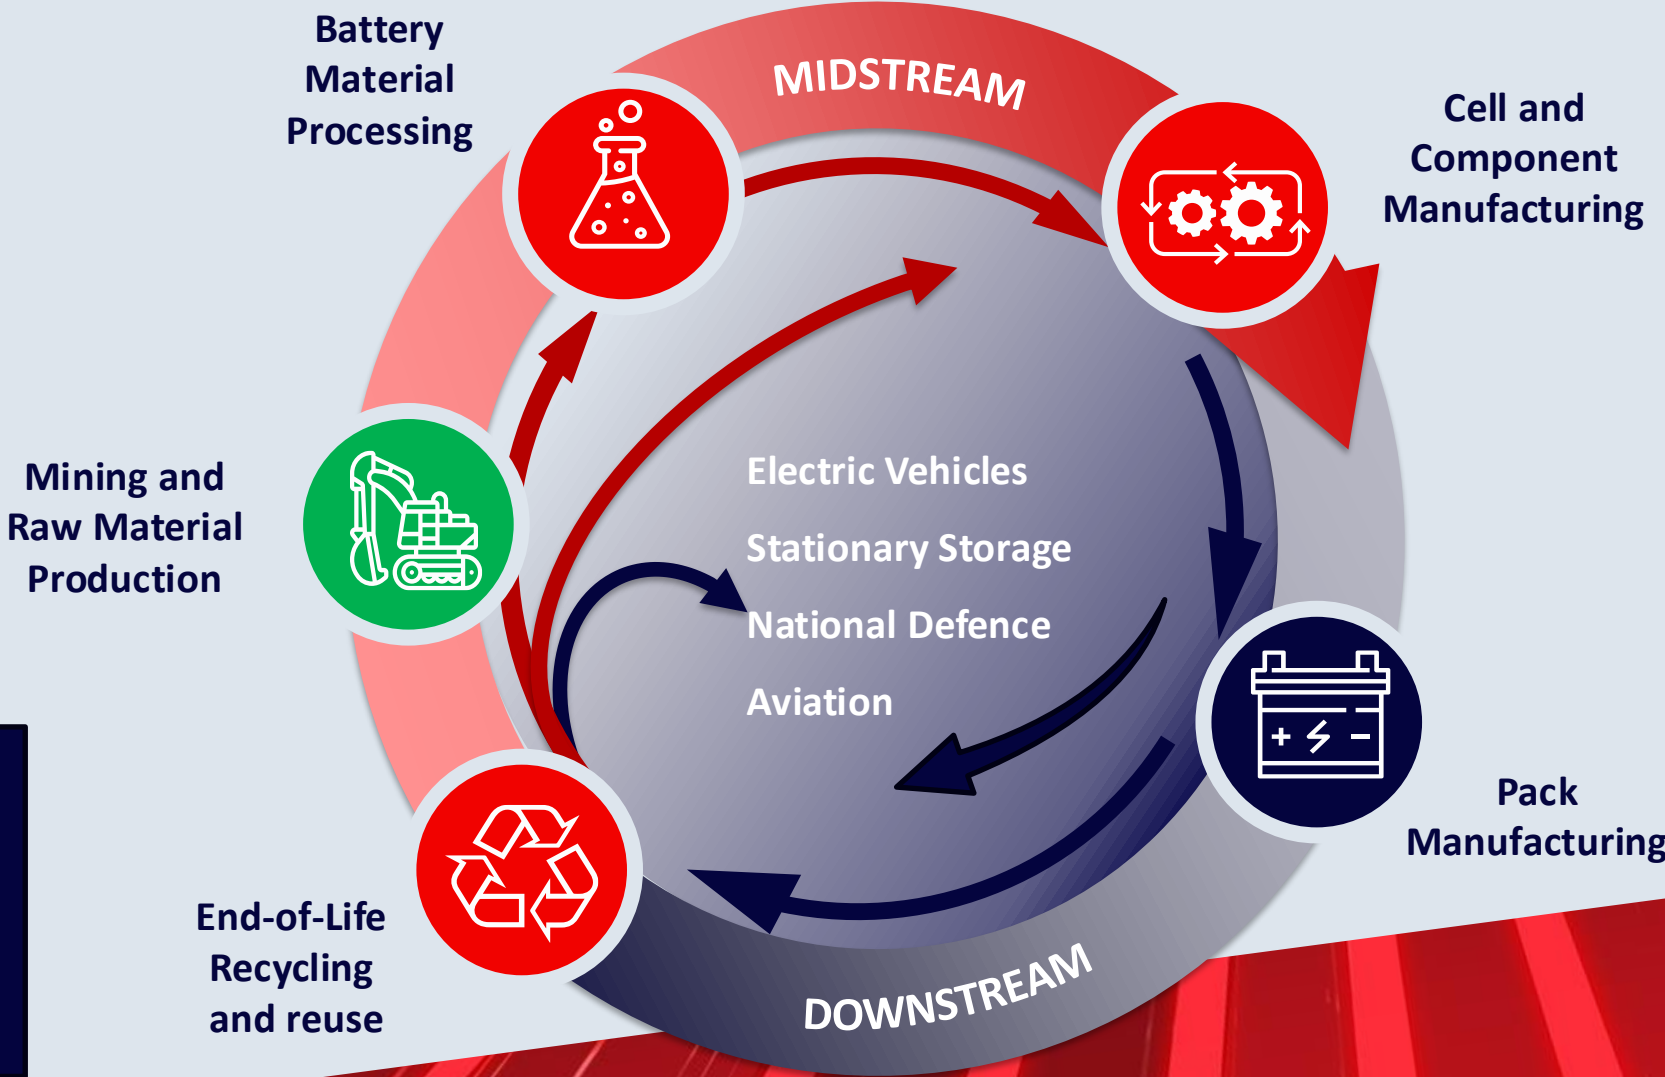 Battery
Material
Processing
MIDSTREAM
Cell and
Component
Manufacturing
Mining and
Raw Material
Production
Electric Vehicles
Stationary Storage
National Defence
Aviation
+ -
Pack
Manufacturing
End-of-Life
Recycling
and reuse
DOWNSTREAM